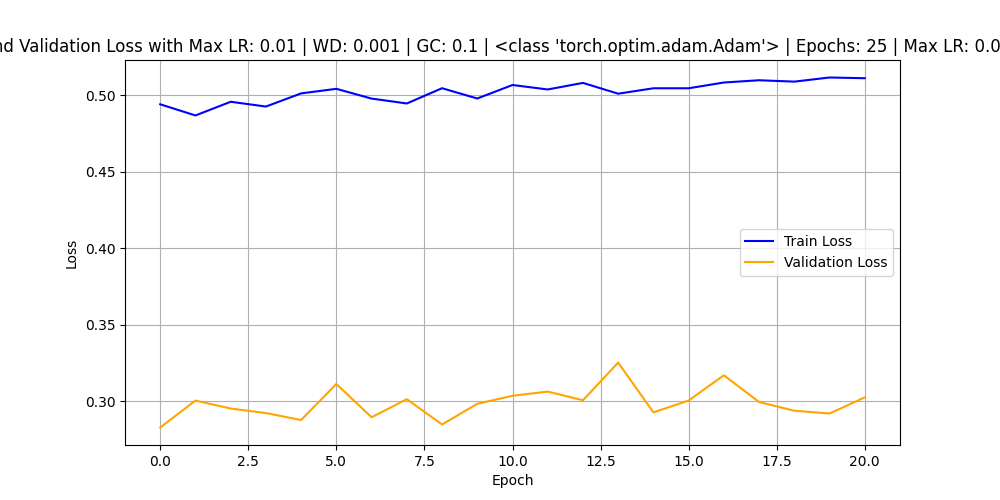 nd Validation Loss with Max LR: 0.01 | WD: 0.001 | GC: 0.1 | <class 'torch.optim.adam.Adam'> | Epochs: 25 | Max LR: 0.0
0.50
0.45
0.40
0.35
0.30
Loss
Train Loss
Validation Loss
0.0 2.5 5.0 7.5 10.0 12.5 15.0 17.5 20.0
Epoch